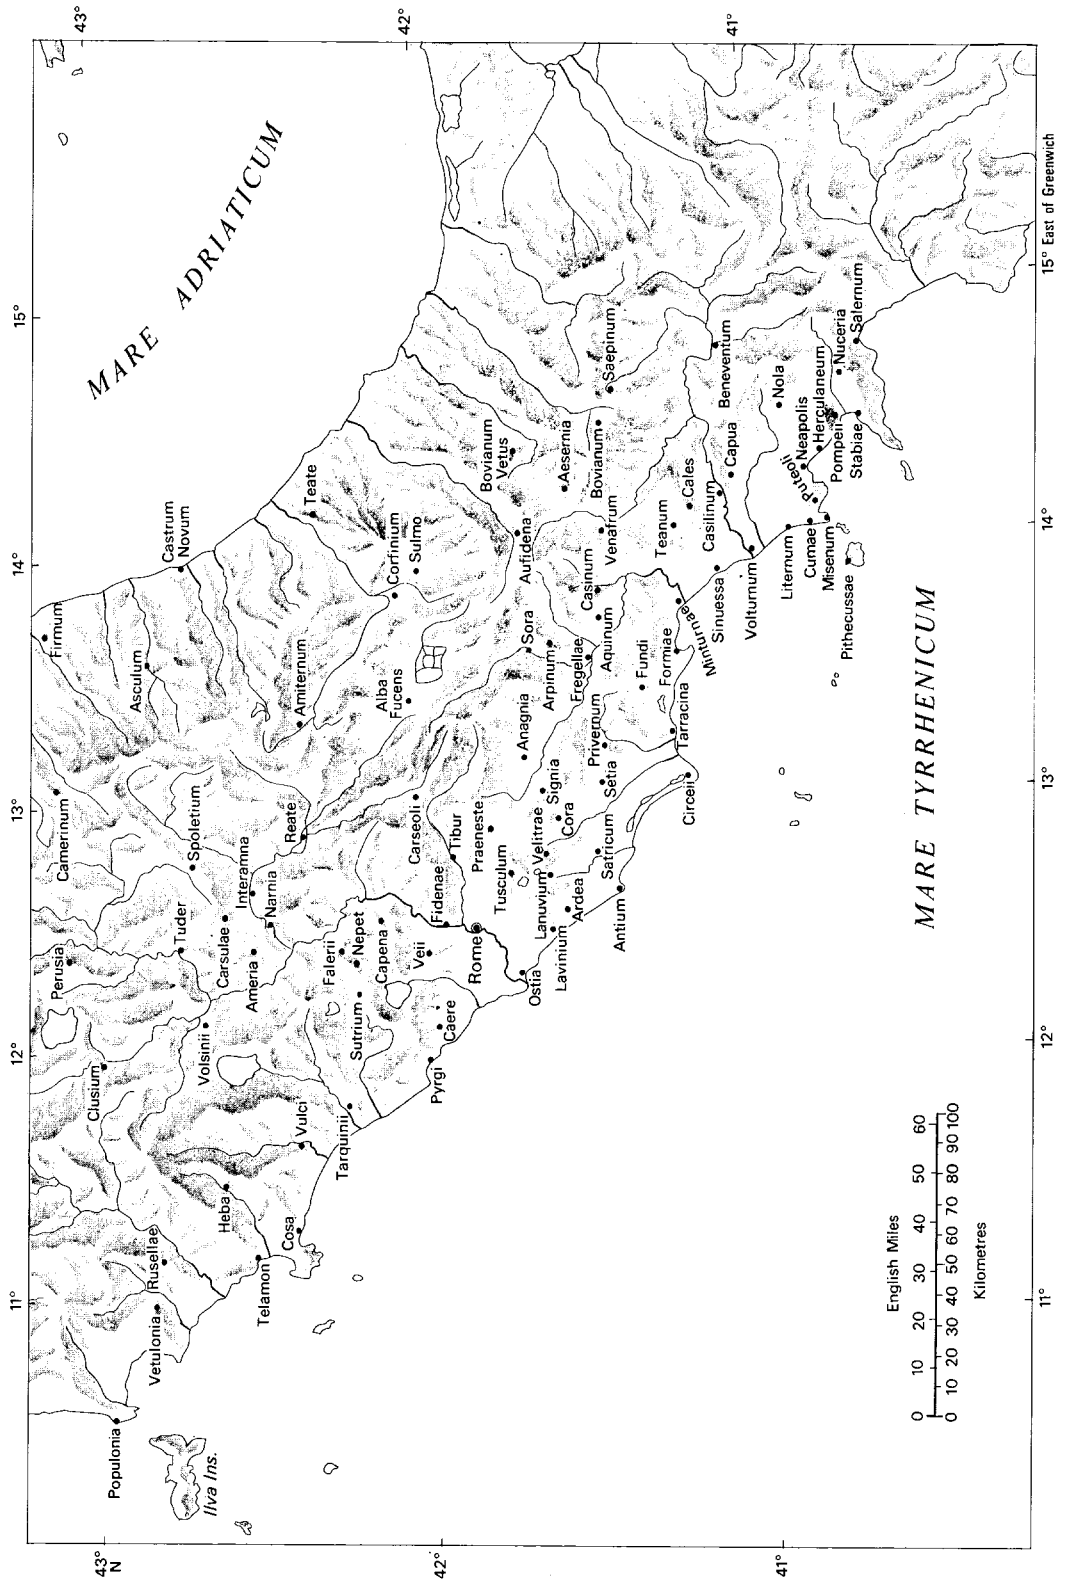 11°
12°
13°
14°
15°
43°
N
42°
41°
43°
42°
41°
11°
12°
13°
14°
15° East of Greenwich
MARE ADRIATICUM
MARE TYRRHENICUM
Populonia
Ilva Ins.
Vetulonia
Rusellae
Telamon
Heba
Cosa
Vulci
Tarquinii
Clusium
Perusia
Volsinii
Tuder
Carsulae
Ameria
Interamna
Narnia
Spoletium
Camerinum
Firmum
Asculum
Castrum
Novum
Reate
Amiternum
Teate
Falerii
Nepet
Sutrium
Capena
Veii
Caere
Pyrgi
Fidenae
Rome
Ostia
Carseoli
Tibur
Praeneste
Tusculum
Alba
Fucens
Corfinium
Sulmo
Lavinium
Lanuvium
Ardea
Velitrae
Cora
Signia
Satricum
Antium
Anagnia
Setia
Privernum
Circeii
Tarracina
Sora
Arpinum
Fregellae
Aquinum
Casinum
Fundi
Formiae
Minturnae
Aufidena
Bovianum
Vetus
Aesernia
Bovianum
Saepinum
Venafrum
Teanum
Cales
Sinuessa
Casilinum
Capua
Volturnum
Beneventum
Nola
Liternum
Cumae
Misenum
Puteoli
Neapolis
Herculaneum
Pompeii
Stabiae
Nuceria
Salernum
Pithecussae
English Miles
0 10 20 30 40 50 60
0 10 20 30 40 50 60 70 80 90 100
Kilometres